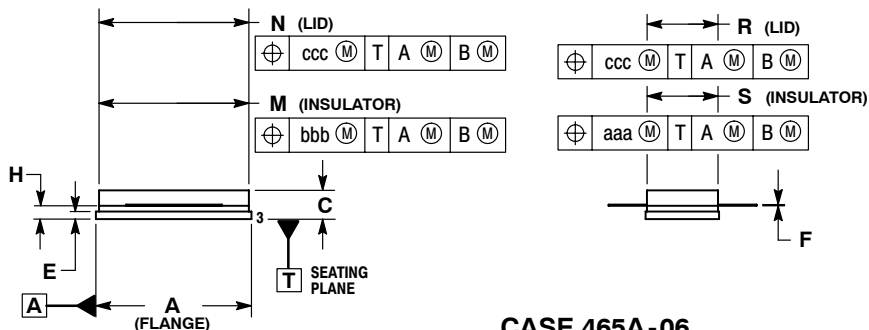 N (LID)
⌖ ccc Ⓜ T A Ⓜ B Ⓜ
M (INSULATOR)
⌖ bbb Ⓜ T A Ⓜ B Ⓜ
R (LID)
⌖ ccc Ⓜ T A Ⓜ B Ⓜ
S (INSULATOR)
⌖ aaa Ⓜ T A Ⓜ B Ⓜ
H
C
3
E
F
T SEATING
PLANE
A
A
(FLANGE)
CASE 465A-06